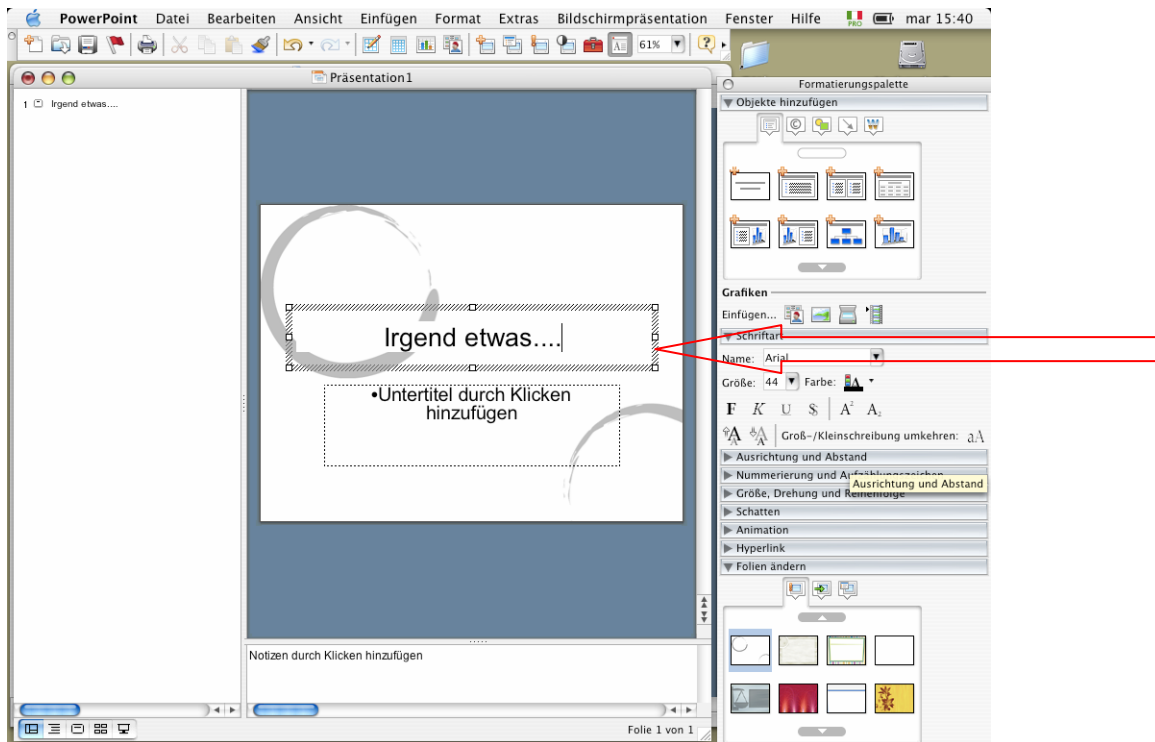 PowerPoint Datei Bearbeiten Ansicht Einfügen Format Extras Bildschirmpräsentation Fenster Hilfe PRO mar 15:40
61%
Präsentation1
1 Irgend etwas....
Irgend etwas....
•Untertitel durch Klicken
hinzufügen
Notizen durch Klicken hinzufügen
Folie 1 von 1
Formatierungspalette
Objekte hinzufügen
Grafiken
Einfügen...
Schriftart
Name: Arial
Größe: 44 Farbe: A
F K U S A² A₂
A A Groß-/Kleinschreibung umkehren: aA
Ausrichtung und Abstand
Nummerierung und Aufzählungszeichen
Ausrichtung und Abstand
Größe, Drehung und Reihenfolge
Schatten
Animation
Hyperlink
Folien ändern